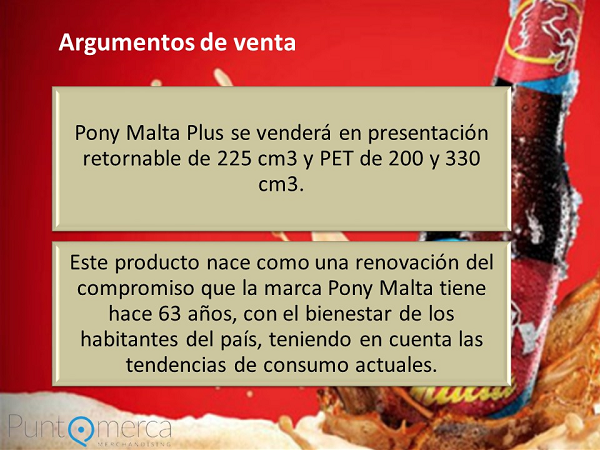 Argumentos de venta
Pony Malta Plus se venderá en presentación
retornable de 225 cm3 y PET de 200 y 330
cm3.
Este producto nace como una renovación del
compromiso que la marca Pony Malta tiene
hace 63 años, con el bienestar de los
habitantes del país, teniendo en cuenta las
tendencias de consumo actuales.
Punt merca
MERCHANDISING